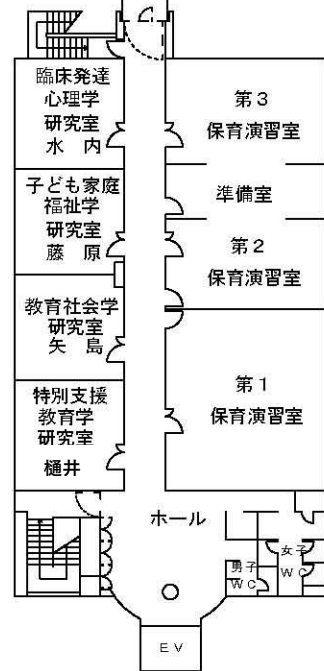 臨床発達
心理学
研究室
水 内
第３
保育演習室
子ども家庭
福祉学
研究室
藤 原
準備室
第２
保育演習室
教育社会学
研究室
矢 島
第１
保育演習室
特別支援
教育学
研究室
樋井
ホール
男子
ＷＣ
女子
ＷＣ
ＥＶ